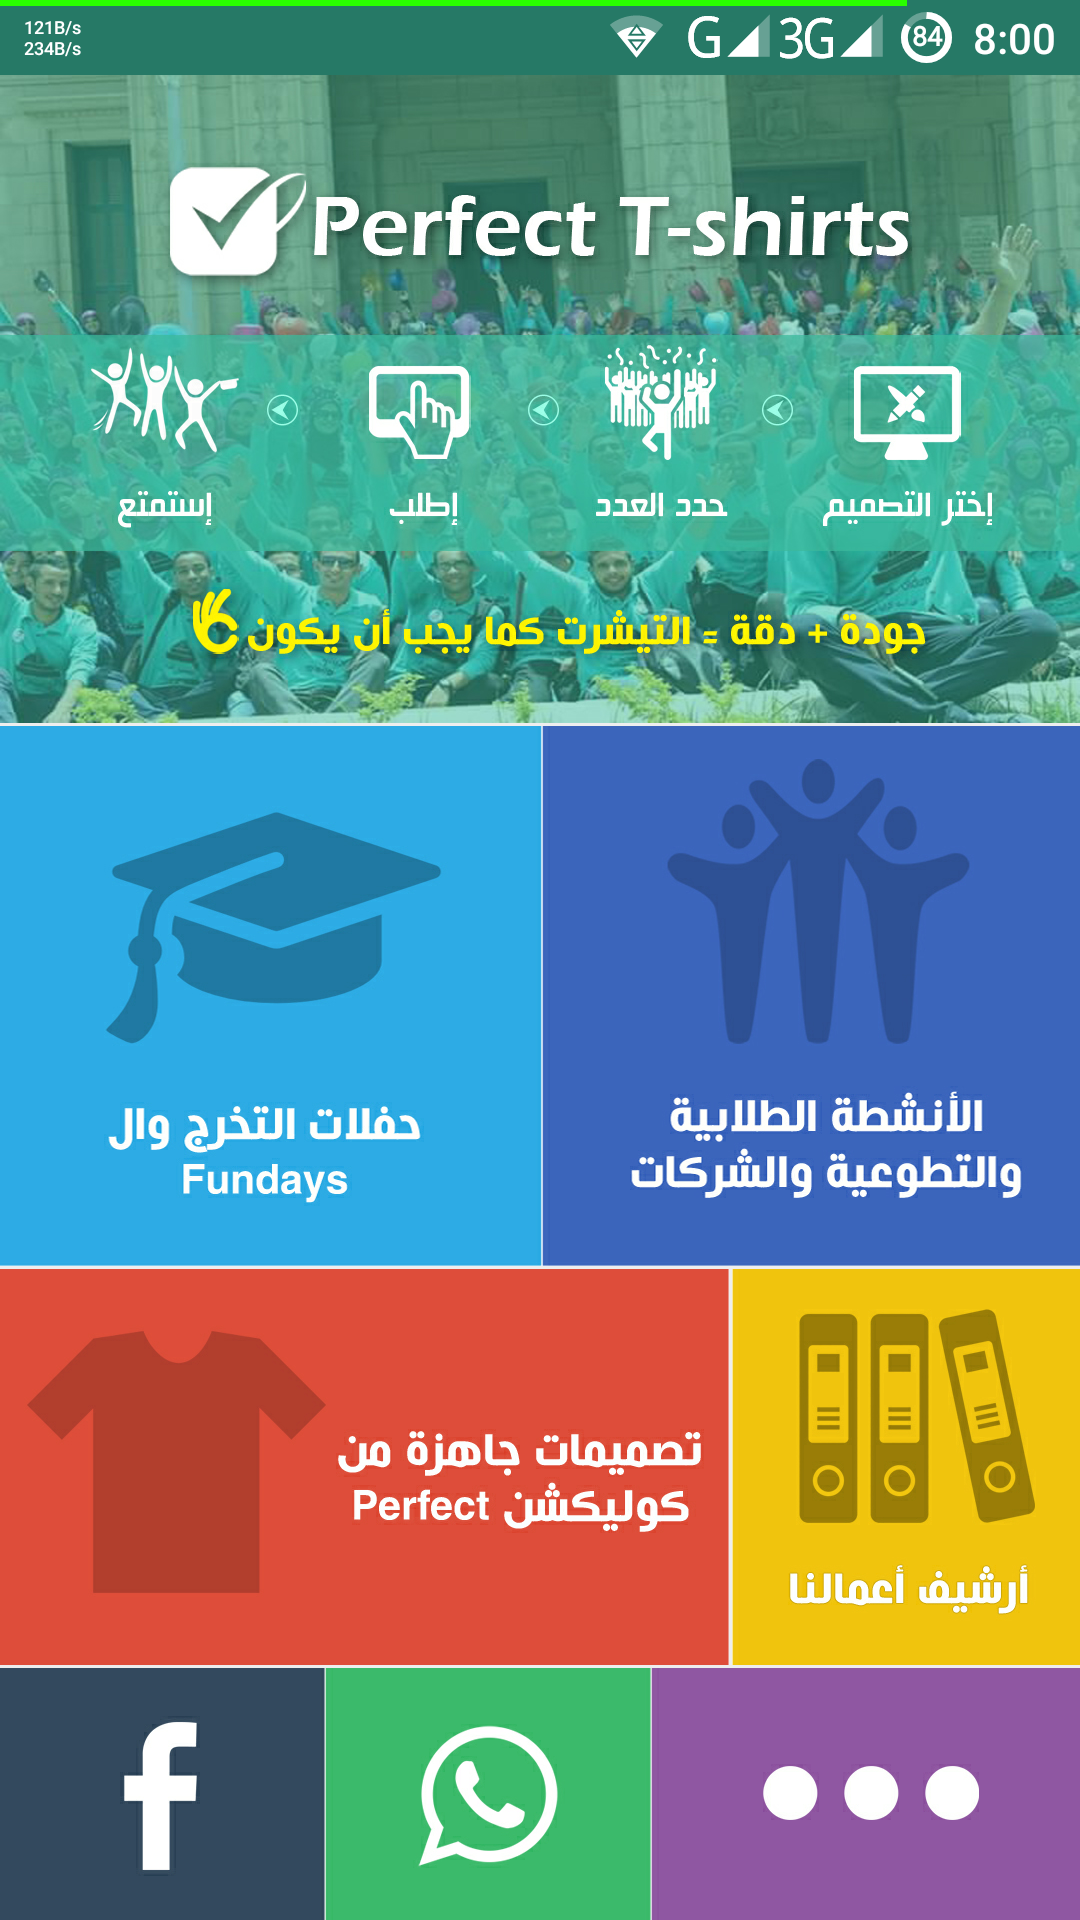 121B/s
234B/s
G 3G 84 8:00
Perfect T-shirts
إختر التصميم
حدد العدد
إطلب
إستمتع
جودة + دقة = التيشرت كما يجب أن يكون
الأنشطة الطلابية
والتطوعية والشركات
حفلات التخرج وال
Fundays
تصميمات جاهزة من
كوليكشن Perfect
أرشيف أعمالنا